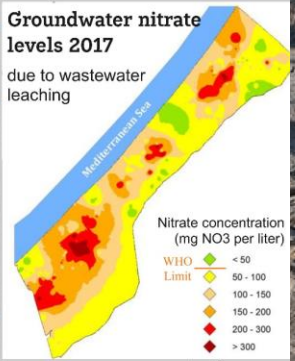 Groundwater nitrate
levels 2017
due to wastewater
leaching
Mediterranean Sea
Nitrate concentration
(mg NO3 per liter)
WHO
Limit
< 50
50 - 100
100 - 150
150 - 200
200 - 300
> 300